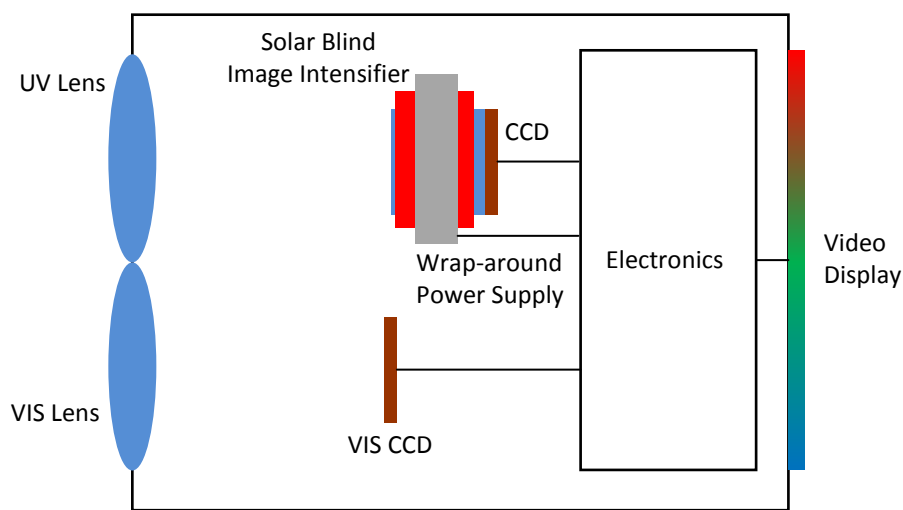 Solar Blind
Image Intensifier
UV Lens
CCD
Wrap-around
Power Supply
Electronics
Video
Display
VIS Lens
VIS CCD